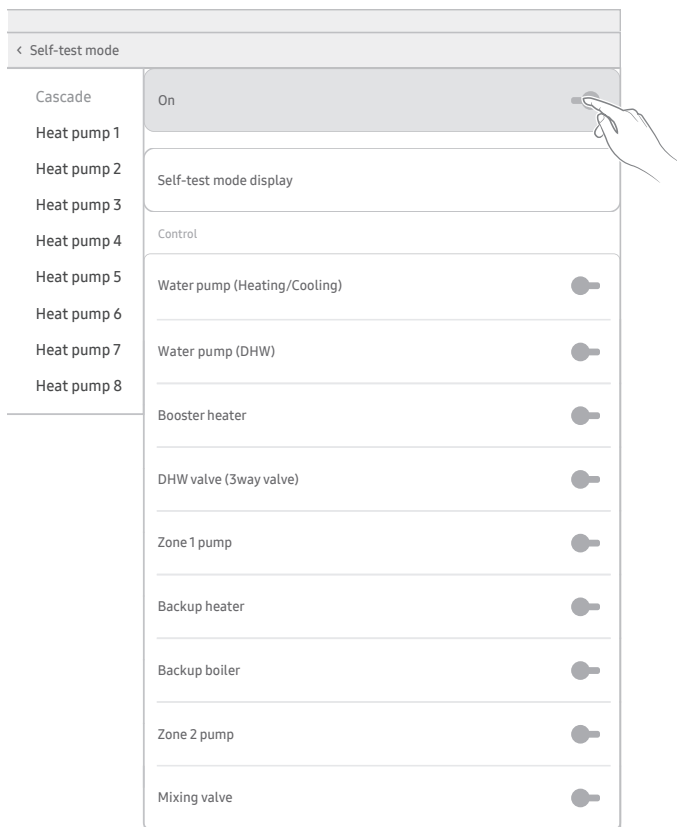 < Self-test mode
Cascade
Heat pump 1
Heat pump 2
Heat pump 3
Heat pump 4
Heat pump 5
Heat pump 6
Heat pump 7
Heat pump 8
On
Self-test mode display
Control
Water pump (Heating/Cooling)
Water pump (DHW)
Booster heater
DHW valve (3way valve)
Zone 1 pump
Backup heater
Backup boiler
Zone 2 pump
Mixing valve